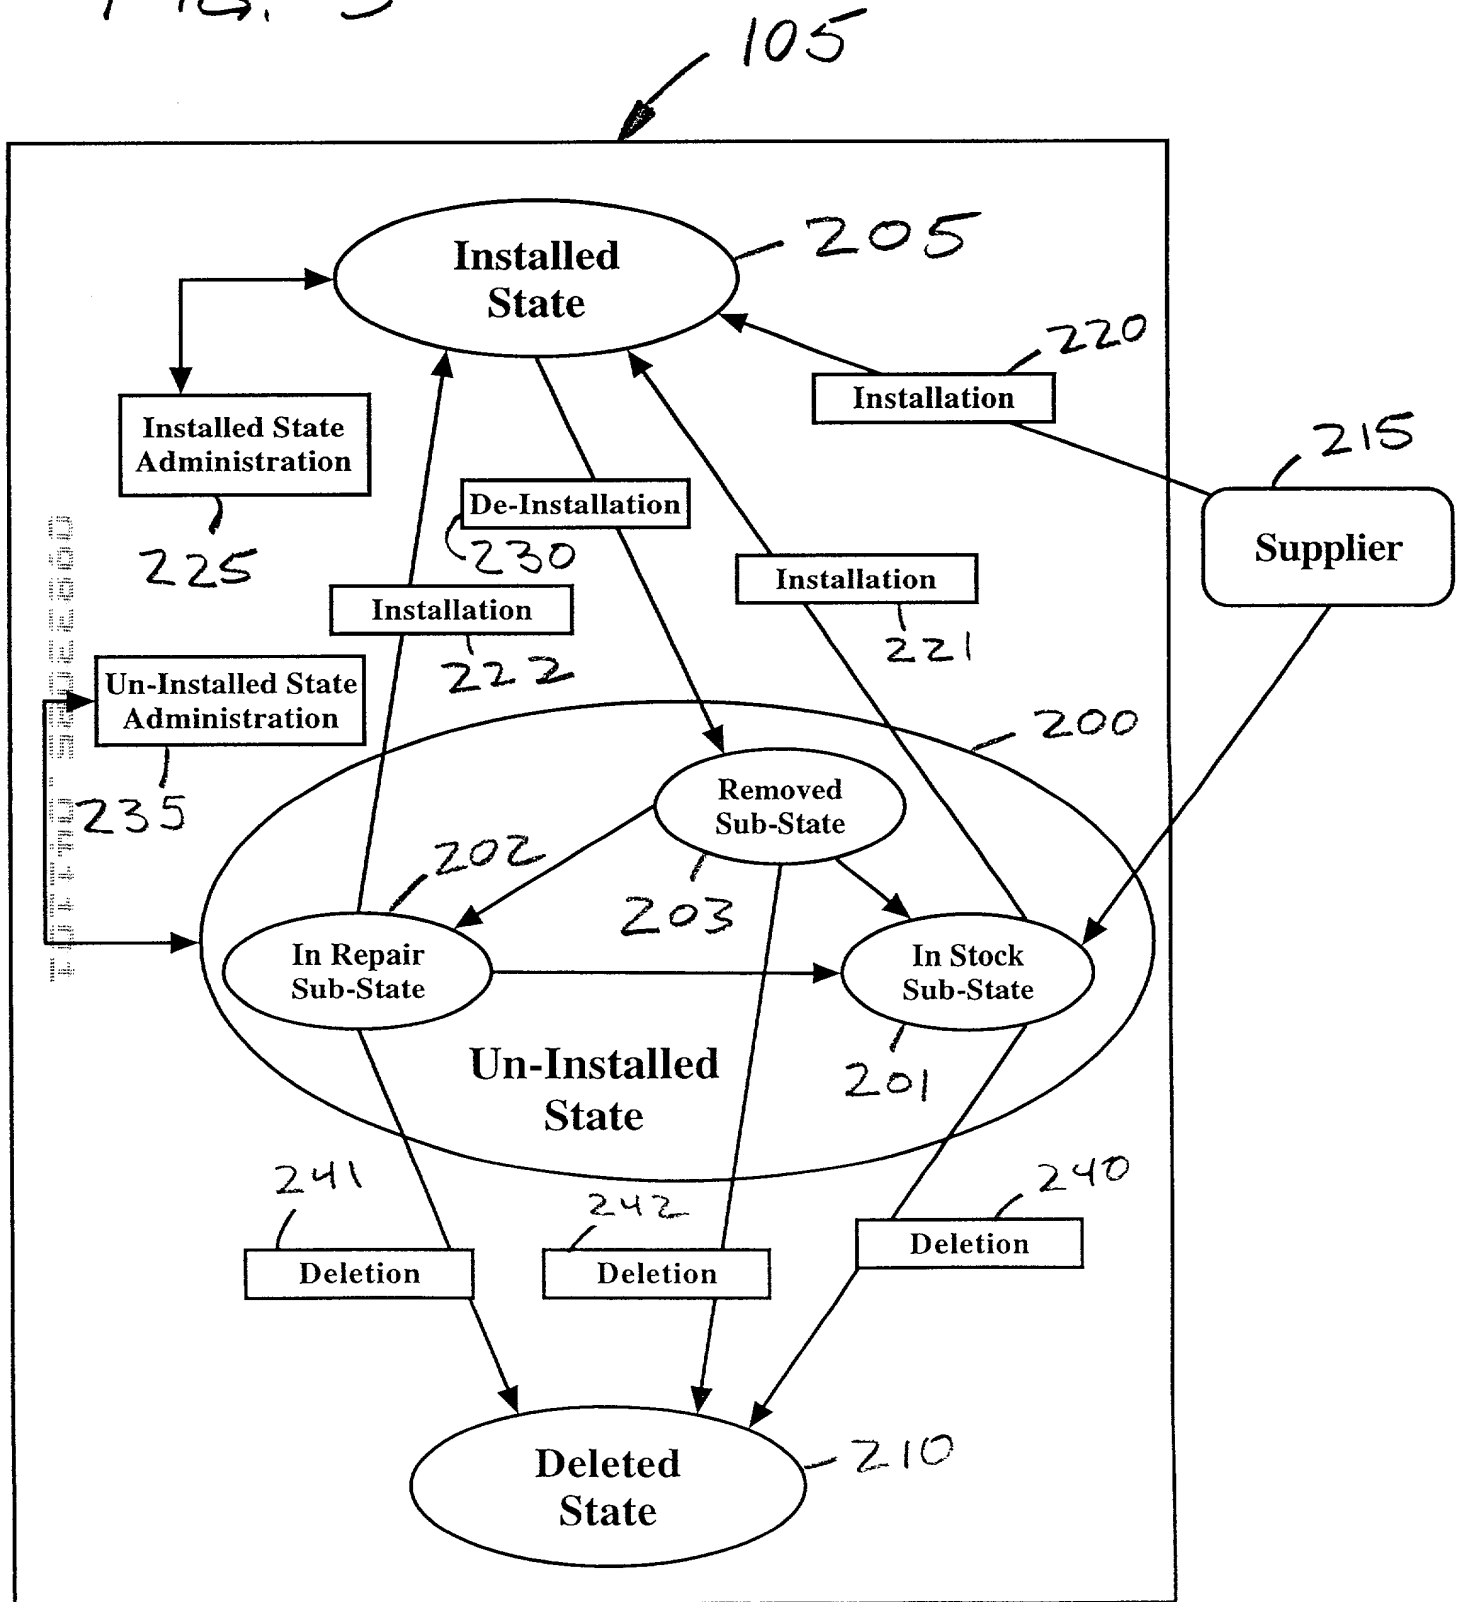 105
Installed
State
205
220
Installation
215
Supplier
Installed State
Administration
225
De-Installation
230
Installation
221
Installation
222
Un-Installed State
Administration
235
200
Removed
Sub-State
203
202
In Repair
Sub-State
In Stock
Sub-State
201
Un-Installed
State
241
Deletion
242
Deletion
240
Deletion
Deleted
State
210